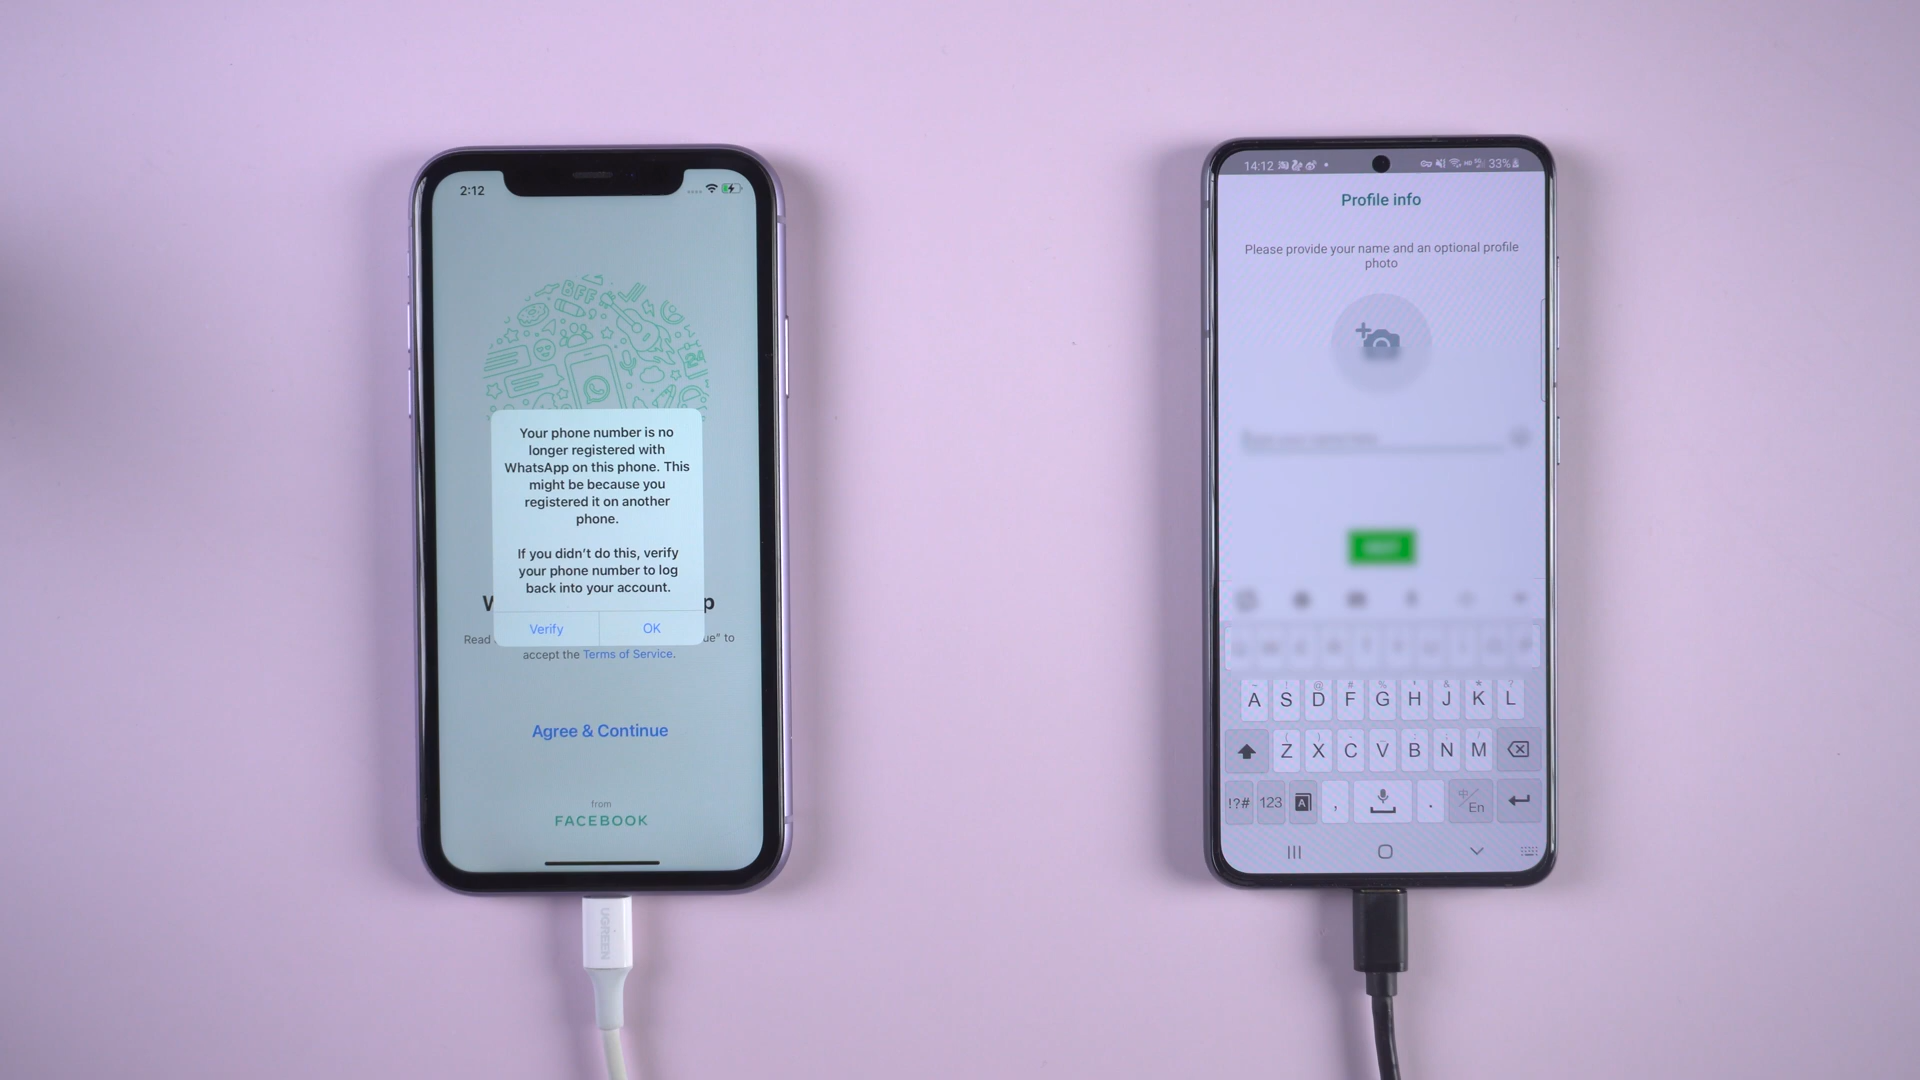 2:12
BFF
Your phone number is no
longer registered with
WhatsApp on this phone. This
might be because you
registered it on another
phone.
If you didn't do this, verify
your phone number to log
back into your account.
Verify OK
Read ue" to
accept the Terms of Service.
Agree & Continue
from
FACEBOOK
UGREEN
14:12 33%
Profile info
Please provide your name and an optional profile
photo
A S D F G H J K L
Z X C V B N M
!?# 123 A , . 中/En